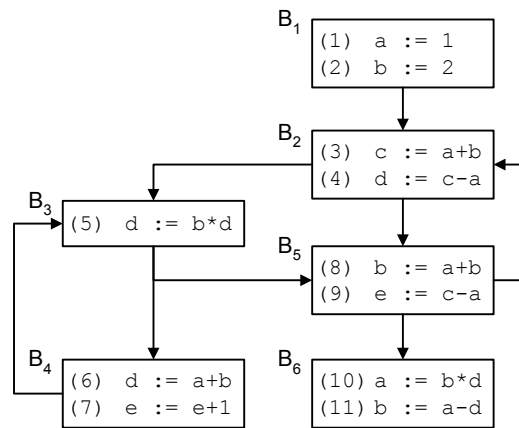 B1
(1) a := 1
(2) b := 2
B2
(3) c := a+b
(4) d := c-a
B3
(5) d := b*d
B5
(8) b := a+b
(9) e := c-a
B4
(6) d := a+b
(7) e := e+1
B6
(10) a := b*d
(11) b := a-d